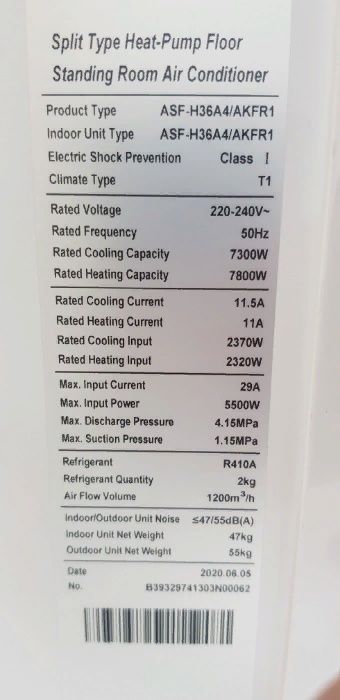 Split Type Heat-Pump Floor
Standing Room Air Conditioner
Product Type ASF-H36A4/AKFR1
Indoor Unit Type ASF-H36A4/AKFR1
Electric Shock Prevention Class I
Climate Type T1
Rated Voltage 220-240V~
Rated Frequency 50Hz
Rated Cooling Capacity 7300W
Rated Heating Capacity 7800W
Rated Cooling Current 11.5A
Rated Heating Current 11A
Rated Cooling Input 2370W
Rated Heating Input 2320W
Max. Input Current 29A
Max. Input Power 5500W
Max. Discharge Pressure 4.15MPa
Max. Suction Pressure 1.15MPa
Refrigerant R410A
Refrigerant Quantity 2kg
Air Flow Volume 1200m³/h
Indoor/Outdoor Unit Noise ≤47/55dB(A)
Indoor Unit Net Weight 47kg
Outdoor Unit Net Weight 55kg
Date 2020.06.05
No. B39329741303N00062